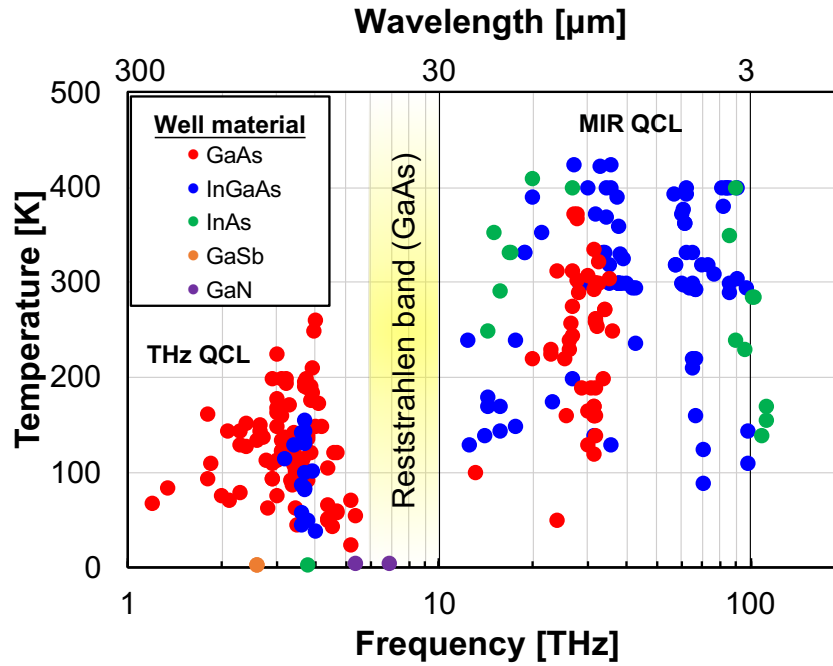 Wavelength [µm]
300 30 3
500
400
300
200
100
0
Temperature [K]
Well material
GaAs
InGaAs
InAs
GaSb
GaN
THz QCL
Reststrahlen band (GaAs)
MIR QCL
1 10 100
Frequency [THz]